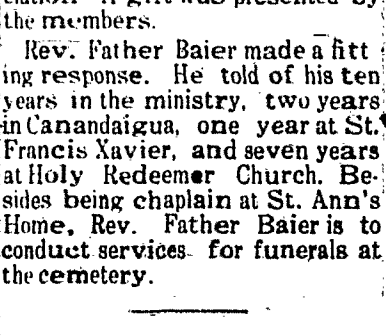 the members.
Rev. Father Baier made a fitt
ing response. He told of his ten
years in the ministry, two years
in Canandaigua, one year at St.
Francis Xavier, and seven years
at Holy Redeemer Church. Be-
sides being chaplain at St. Ann's
Home, Rev. Father Baier is to
conduct services for funerals at
the cemetery.